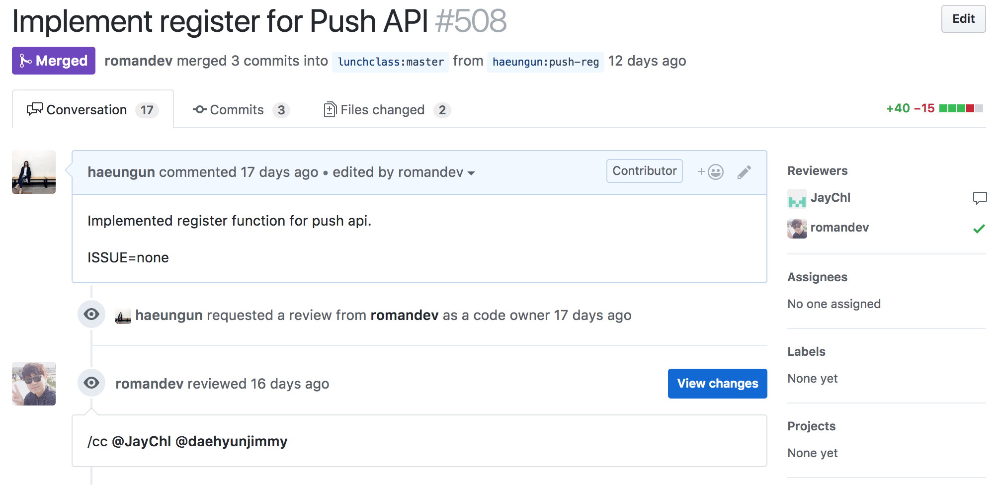 Implement register for Push API #508
Edit
Merged romandev merged 3 commits into lunchclass:master from haeungun:push-reg 12 days ago
Conversation 17 Commits 3 Files changed 2 +40 −15
haeungun commented 17 days ago • edited by romandev Contributor
Implemented register function for push api.
ISSUE=none
haeungun requested a review from romandev as a code owner 17 days ago
romandev reviewed 16 days ago View changes
/cc @JayChl @daehyunjimmy
Reviewers
JayChl
romandev
Assignees
No one assigned
Labels
None yet
Projects
None yet